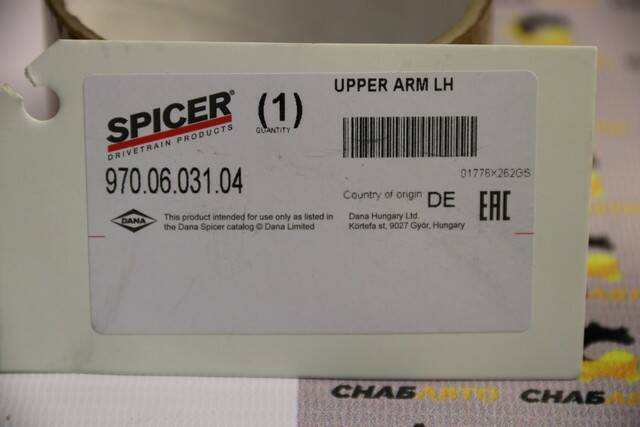 UPPER ARM LH
SPICER®
DRIVETRAIN PRODUCTS
(1)
QUANTITY
970.06.031.04
01776X262GS
Country of origin DE
EAC
DANA
This product intended for use only as listed in
the Dana Spicer catalog © Dana Limited
Dana Hungary Ltd.
Körtefa st, 9027 Győr, Hungary
СНАБАВТО
СНАБАВТО